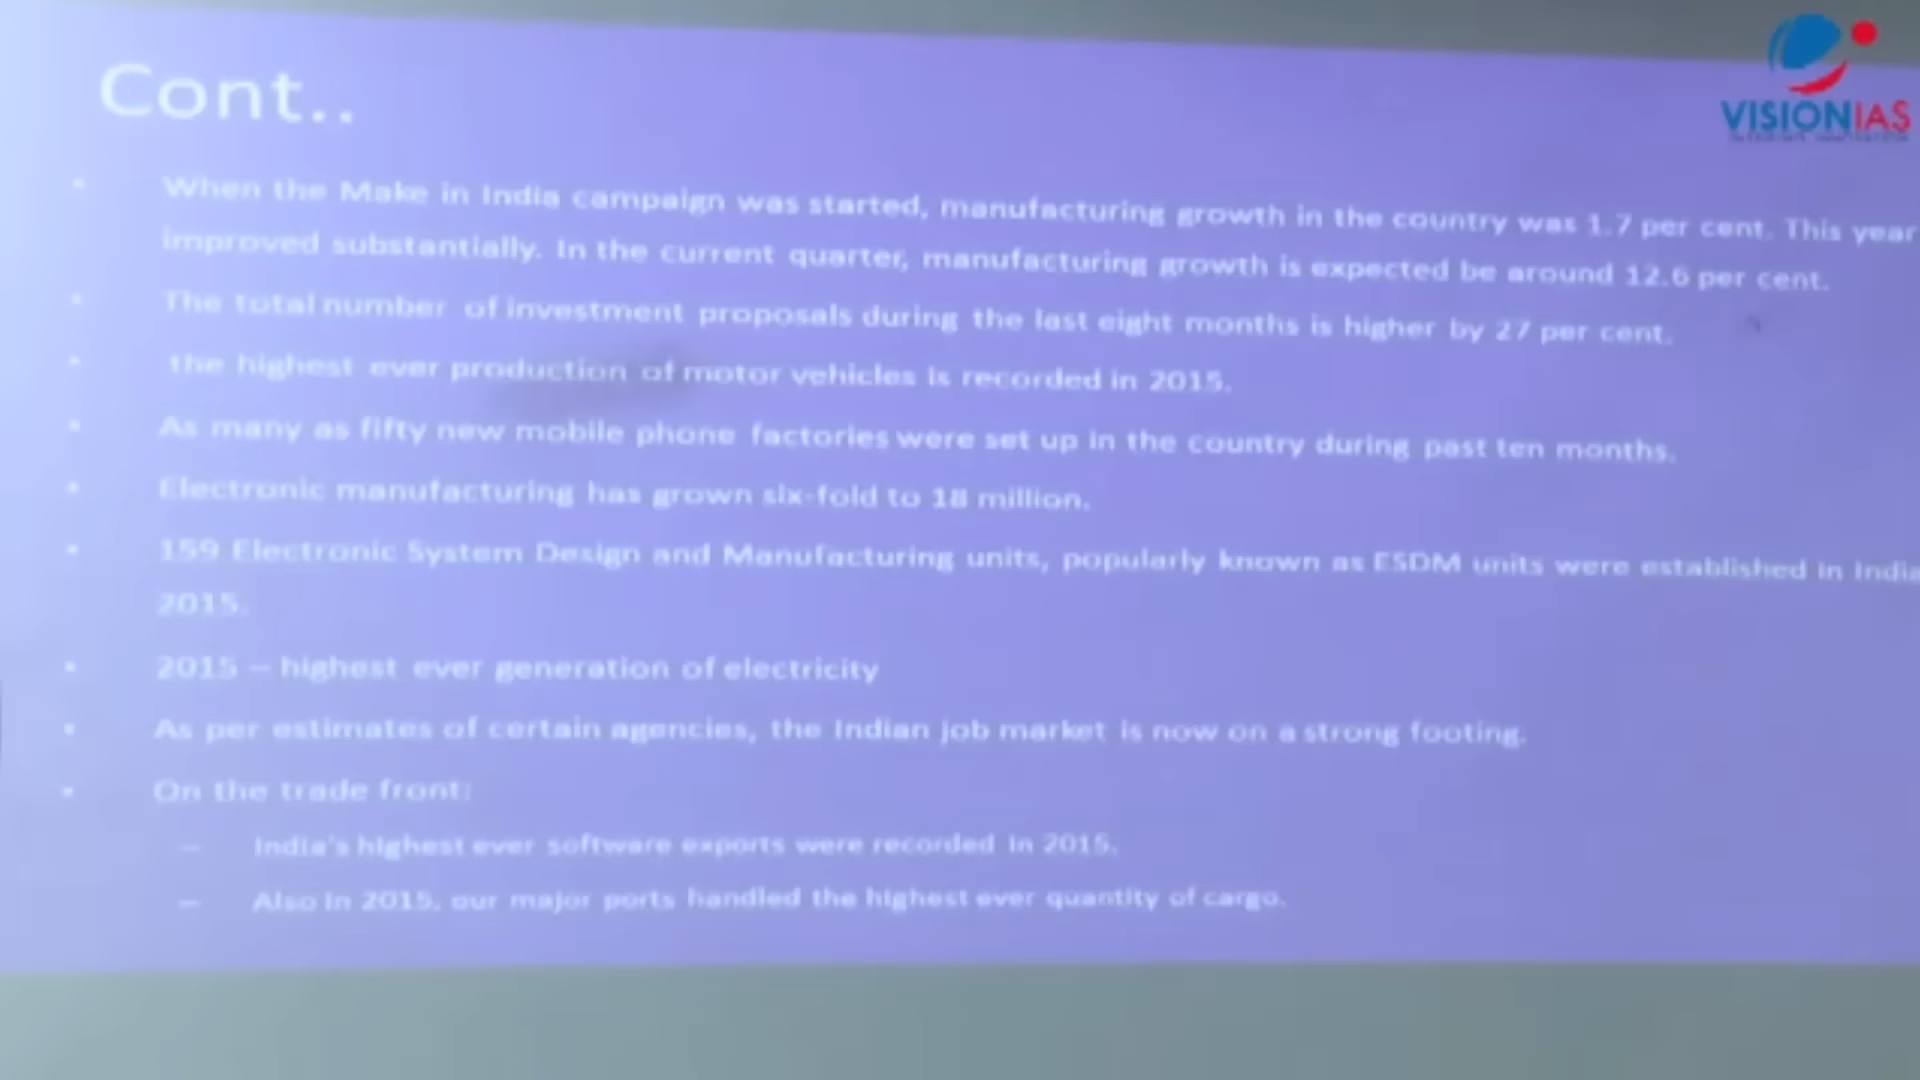 Cont..
VISIONIAS
• When the Make in India campaign was started, manufacturing growth in the country was 1.7 per cent. This year
improved substantially. In the current quarter, manufacturing growth is expected be around 12.6 per cent.
• The total number of investment proposals during the last eight months is higher by 27 per cent.
• the highest ever production of motor vehicles is recorded in 2015.
• As many as fifty new mobile phone factories were set up in the country during past ten months.
• Electronic manufacturing has grown six-fold to 18 million.
• 159 Electronic System Design and Manufacturing units, popularly known as ESDM units were established in India
2015.
• 2015 – highest ever generation of electricity
• As per estimates of certain agencies, the Indian job market is now on a strong footing.
• On the trade front:
– India's highest ever software exports were recorded in 2015.
– Also in 2015, our major ports handled the highest ever quantity of cargo.